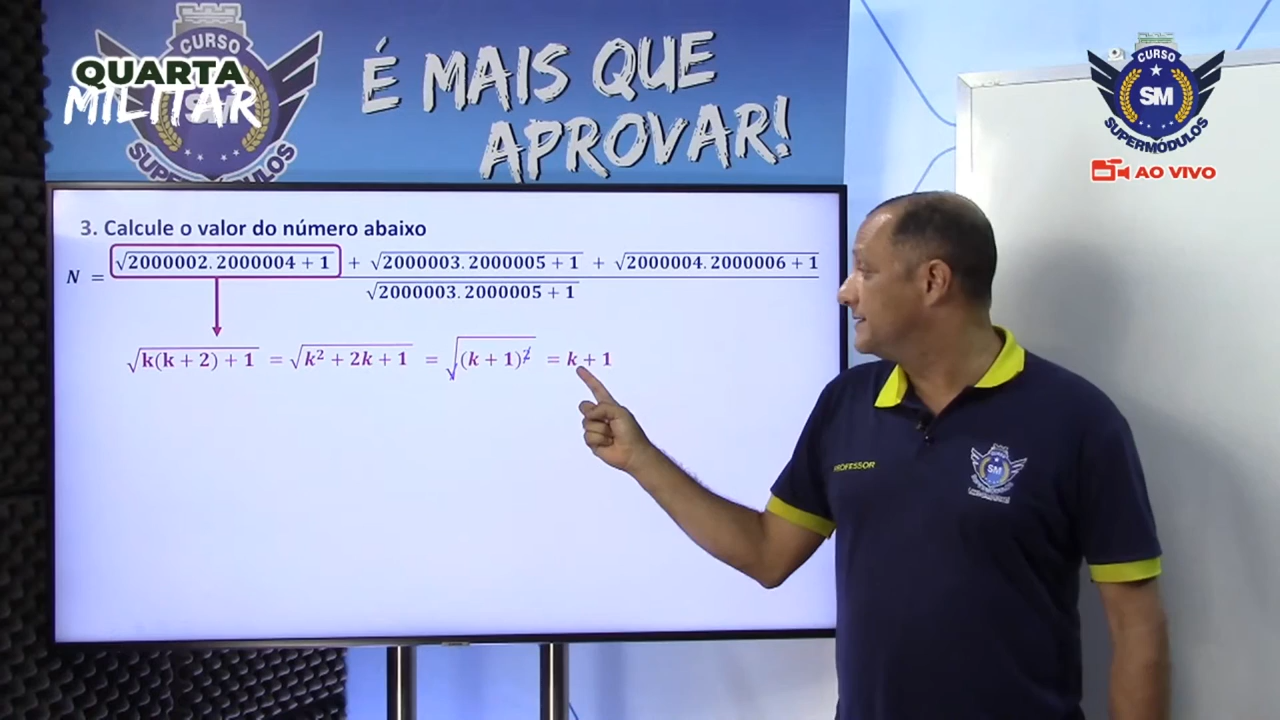 CURSO
SM
SUPERMÓDULOS
QUARTA
MILITAR
É MAIS QUE
APROVAR!
CURSO
SM
SUPERMÓDULOS
AO VIVO
3. Calcule o valor do número abaixo
N = (√(2000002.2000004 + 1) + √(2000003.2000005 + 1) + √(2000004.2000006 + 1)) / √(2000003.2000005 + 1)
√(k(k + 2) + 1) = √(k² + 2k + 1) = √((k + 1)²) = k + 1
PROFESSOR
SM